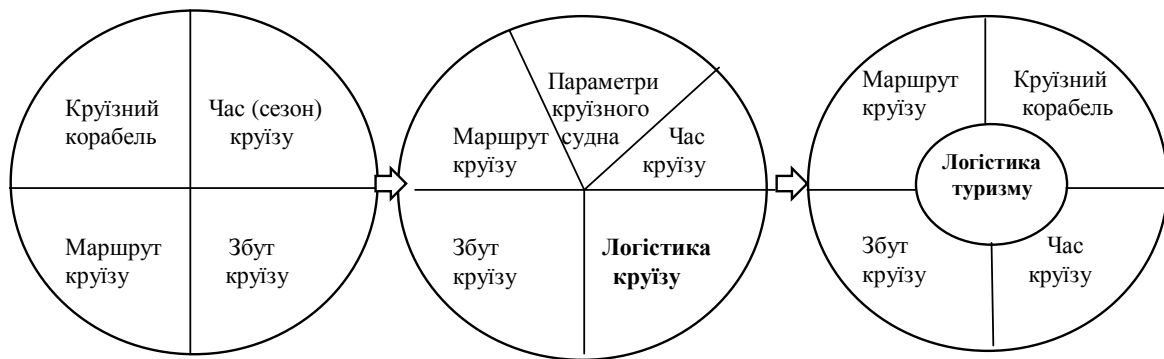 Круїзний
корабель
Час (сезон)
круїзу
Маршрут
круїзу
Збут
круїзу
Параметри
круїзного
судна
Маршрут
круїзу
Час
круїзу
Збут
круїзу
Логістика
круїзу
Маршрут
круїзу
Круїзний
корабель
Логістика
туризму
Збут
круїзу
Час
круїзу